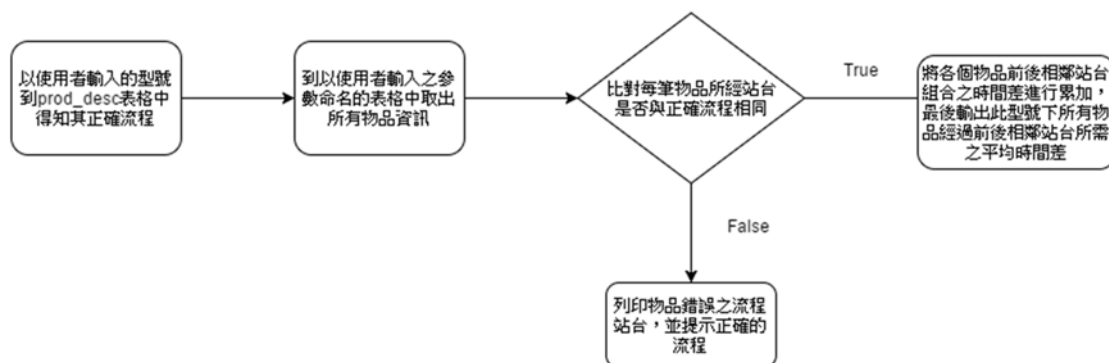 以使用者輸入的型號
到prod_desc表格中
得知其正確流程
到以使用者輸入之參
數命名的表格中取出
所有物品資訊
比對每筆物品所經站台
是否與正確流程相同
True
將各個物品前後相鄰站台
組合之時間差進行累加，
最後輸出此型號下所有物
品經過前後相鄰站台所需
之平均時間差
False
列印物品錯誤之流程
站台，並提示正確的
流程